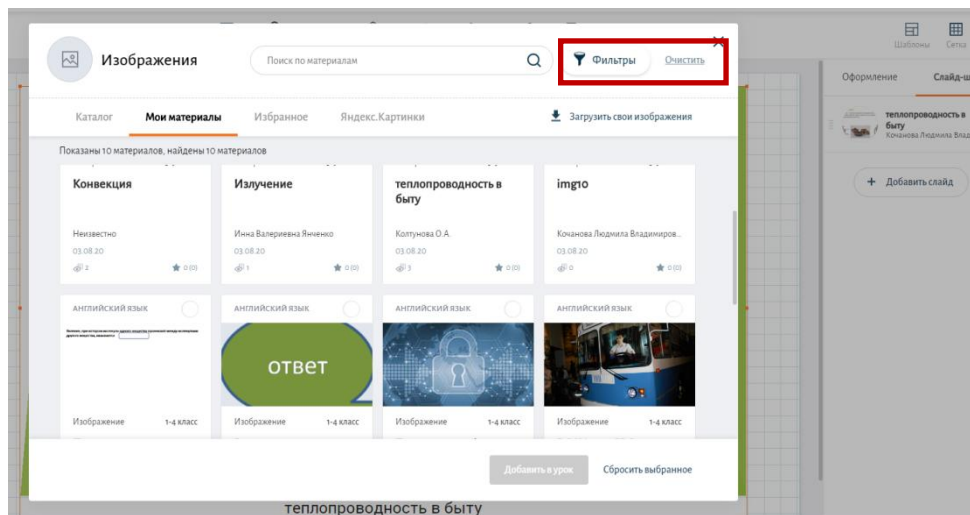 Шаблоны
Сетка
Изображения
Поиск по материалам
Фильтры
Очистить
Оформление
Слайд-ш
Каталог
Мои материалы
Избранное
Яндекс.Картинки
Загрузить свои изображения
теплопроводность в
быту
Кочанова Людмила Влад
Показаны 10 материалов, найдены 10 материалов
+ Добавить слайд
Конвекция
Неизвестно
03.08.20
2
0 (0)
Излучение
Инна Валериевна Янченко
03.08.20
1
0 (0)
теплопроводность в
быту
Колтунова О.А.
03.08.20
3
0 (0)
img10
Кочанова Людмила Владимиров...
03.08.20
0
0 (0)
АНГЛИЙСКИЙ ЯЗЫК
Изображение
1-4 класс
АНГЛИЙСКИЙ ЯЗЫК
ответ
Изображение
1-4 класс
АНГЛИЙСКИЙ ЯЗЫК
Изображение
1-4 класс
АНГЛИЙСКИЙ ЯЗЫК
Изображение
1-4 класс
Добавить в урок
Сбросить выбранное
теплопроводность в быту